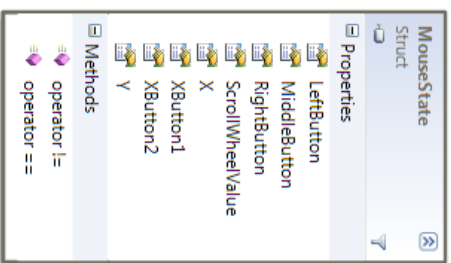 MouseState
Struct
Properties
LeftButton
MiddleButton
RightButton
ScrollWheelValue
X
XButton1
XButton2
Y
Methods
operator !=
operator ==